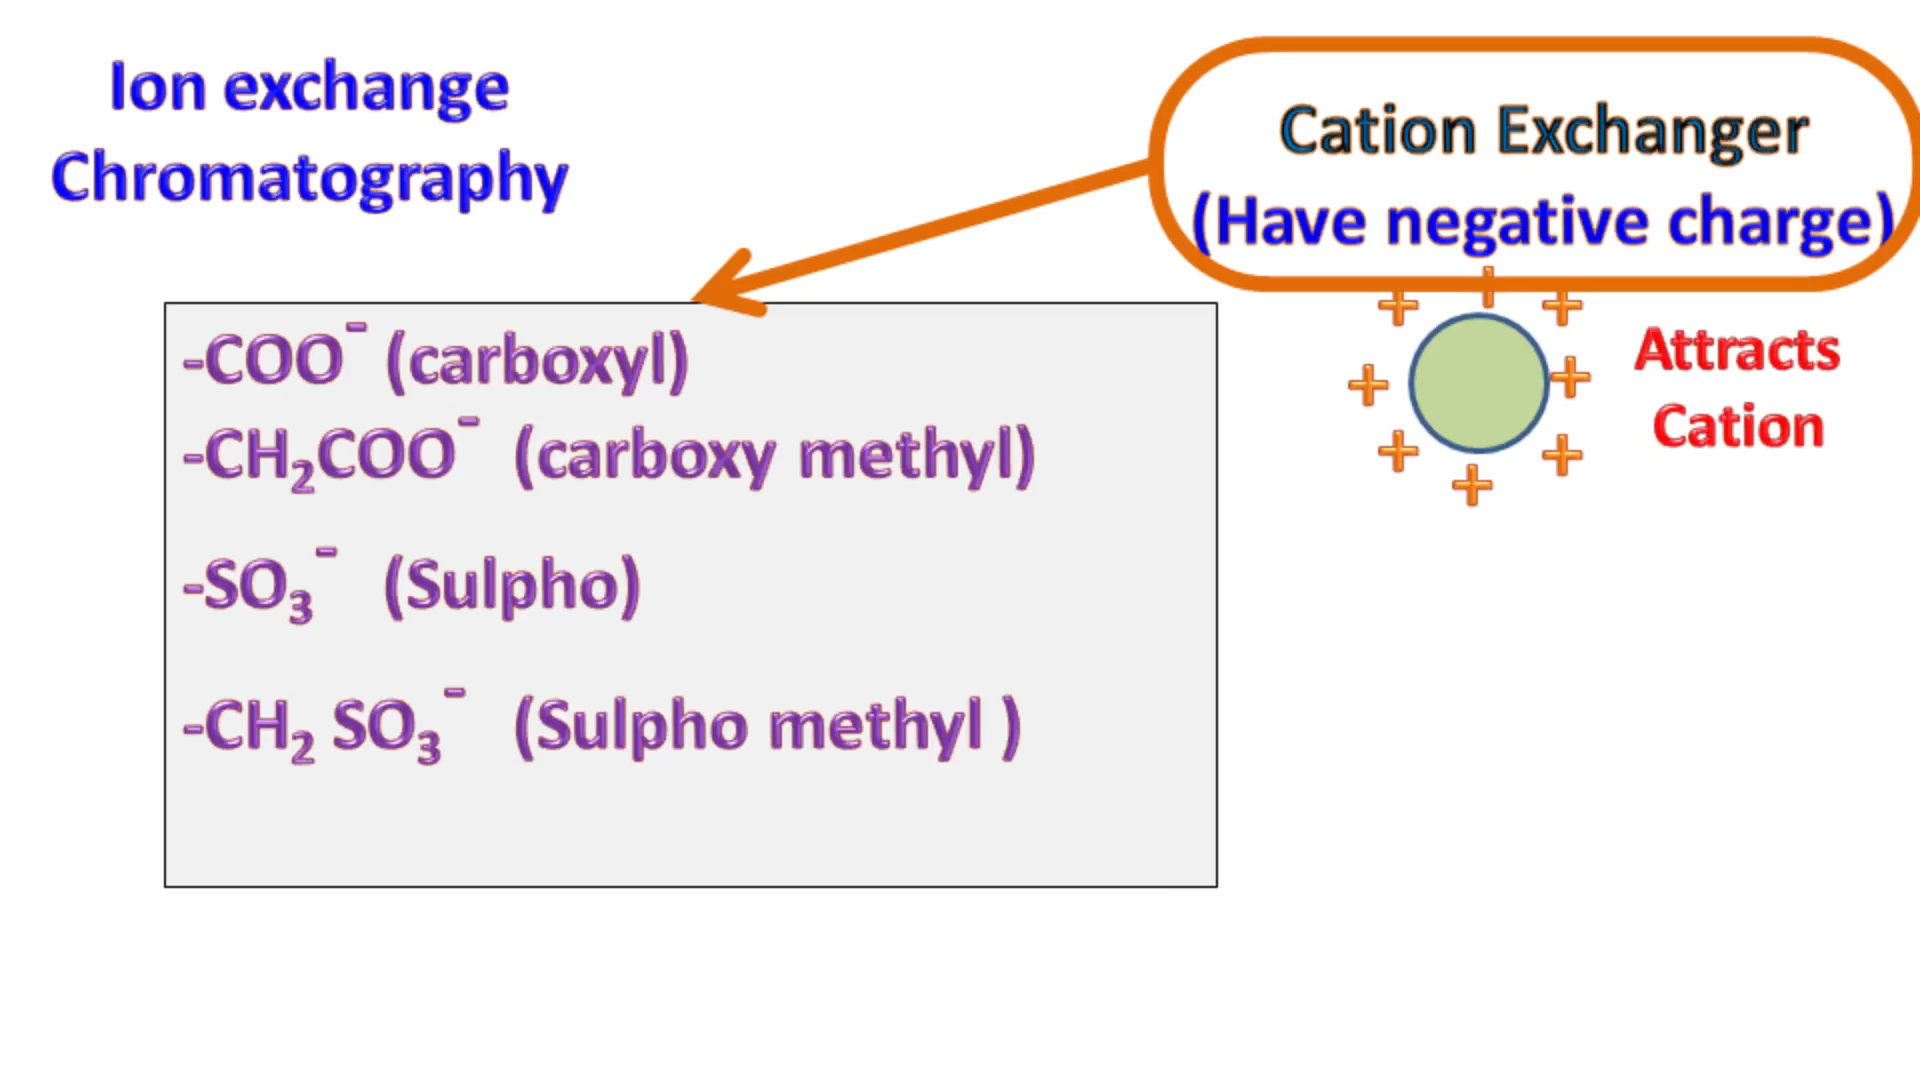 Ion exchange
Chromatography
Cation Exchanger
(Have negative charge)
-COO⁻ (carboxyl)
-CH₂COO⁻ (carboxy methyl)
-SO₃⁻ (Sulpho)
-CH₂ SO₃⁻ (Sulpho methyl )
+ + +
+ +
+ +
+
Attracts
Cation